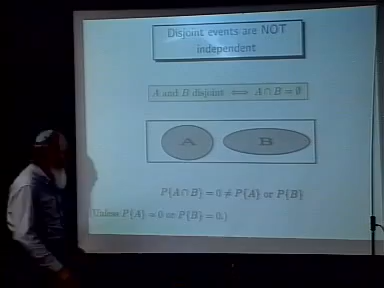 Disjoint events are NOT
independent
A and B disjoint ⟺ A ∩ B = ∅
A B
P{A ∩ B} = 0 ≠ P{A} or P{B}
(Unless P{A} = 0 or P{B} = 0.)